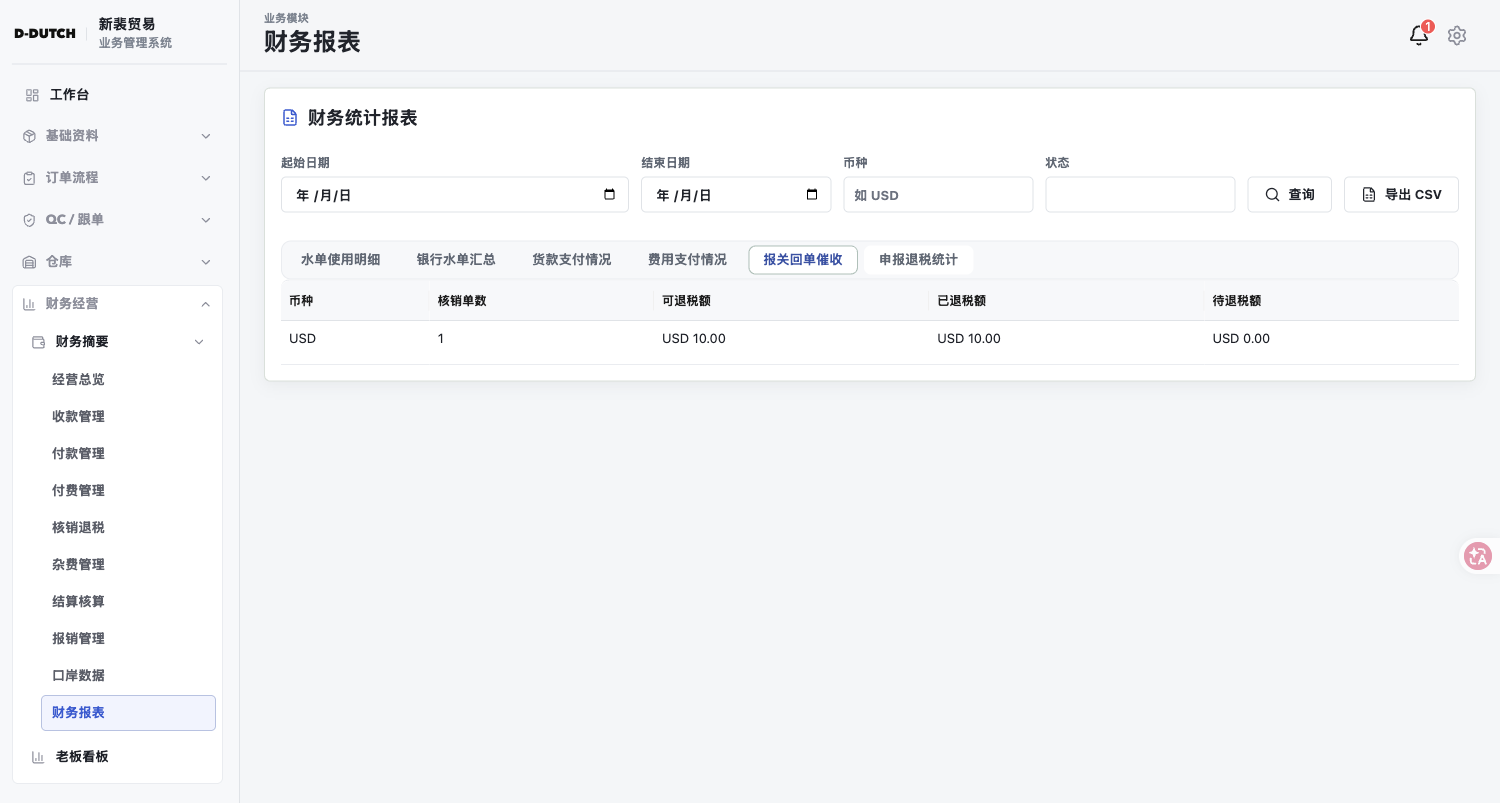 D-DUTCH
新裴贸易
业务管理系统
工作台
基础资料
订单流程
QC / 跟单
仓库
财务经营
财务摘要
经营总览
收款管理
付款管理
付费管理
核销退税
杂费管理
结算核算
报销管理
口岸数据
财务报表
老板看板
业务模块
财务报表
1
财务统计报表
起始日期 结束日期 币种 状态
年 /月/日 年 /月/日 如 USD 查询 导出 CSV
水单使用明细 银行水单汇总 货款支付情况 费用支付情况 报关回单催收 申报退税统计
币种 核销单数 可退税额 已退税额 待退税额
USD 1 USD 10.00 USD 10.00 USD 0.00